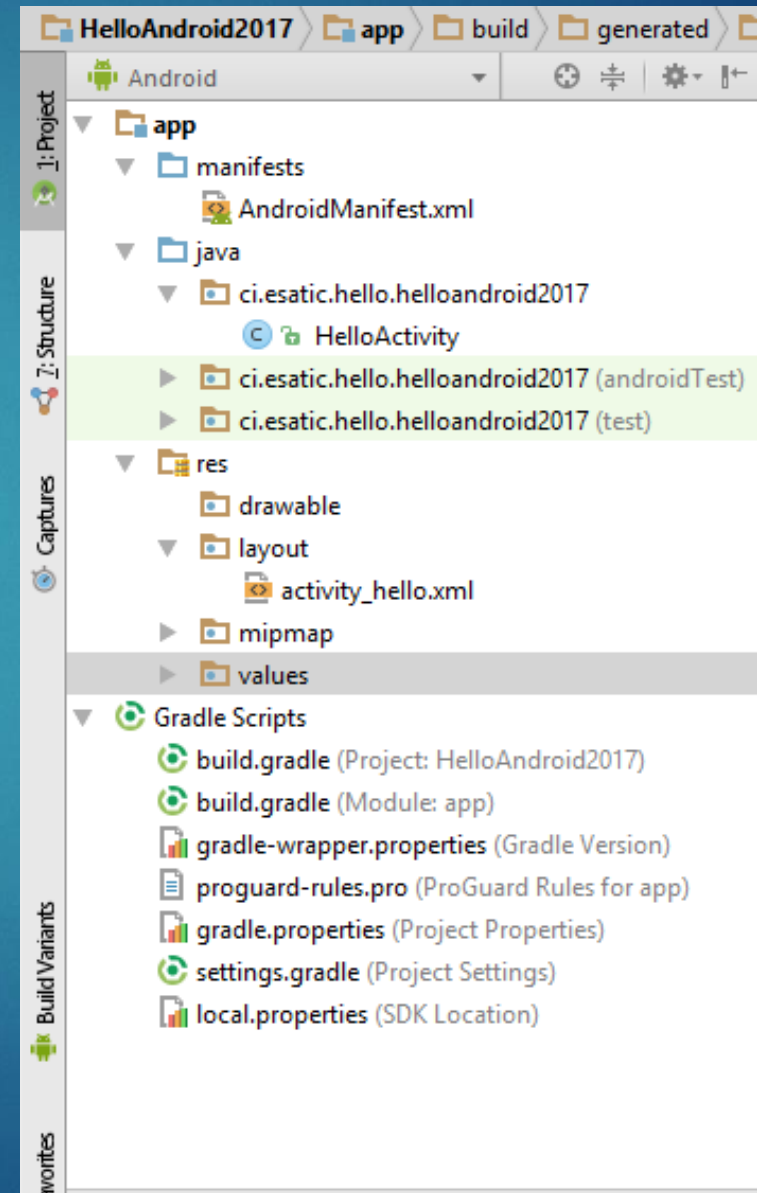 HelloAndroid2017 app build generated
Android
app
manifests
AndroidManifest.xml
java
ci.esatic.hello.helloandroid2017
C HelloActivity
ci.esatic.hello.helloandroid2017 (androidTest)
ci.esatic.hello.helloandroid2017 (test)
res
drawable
layout
activity_hello.xml
mipmap
values
Gradle Scripts
build.gradle (Project: HelloAndroid2017)
build.gradle (Module: app)
gradle-wrapper.properties (Gradle Version)
proguard-rules.pro (ProGuard Rules for app)
gradle.properties (Project Properties)
settings.gradle (Project Settings)
local.properties (SDK Location)
1: Project
7: Structure
Captures
Build Variants